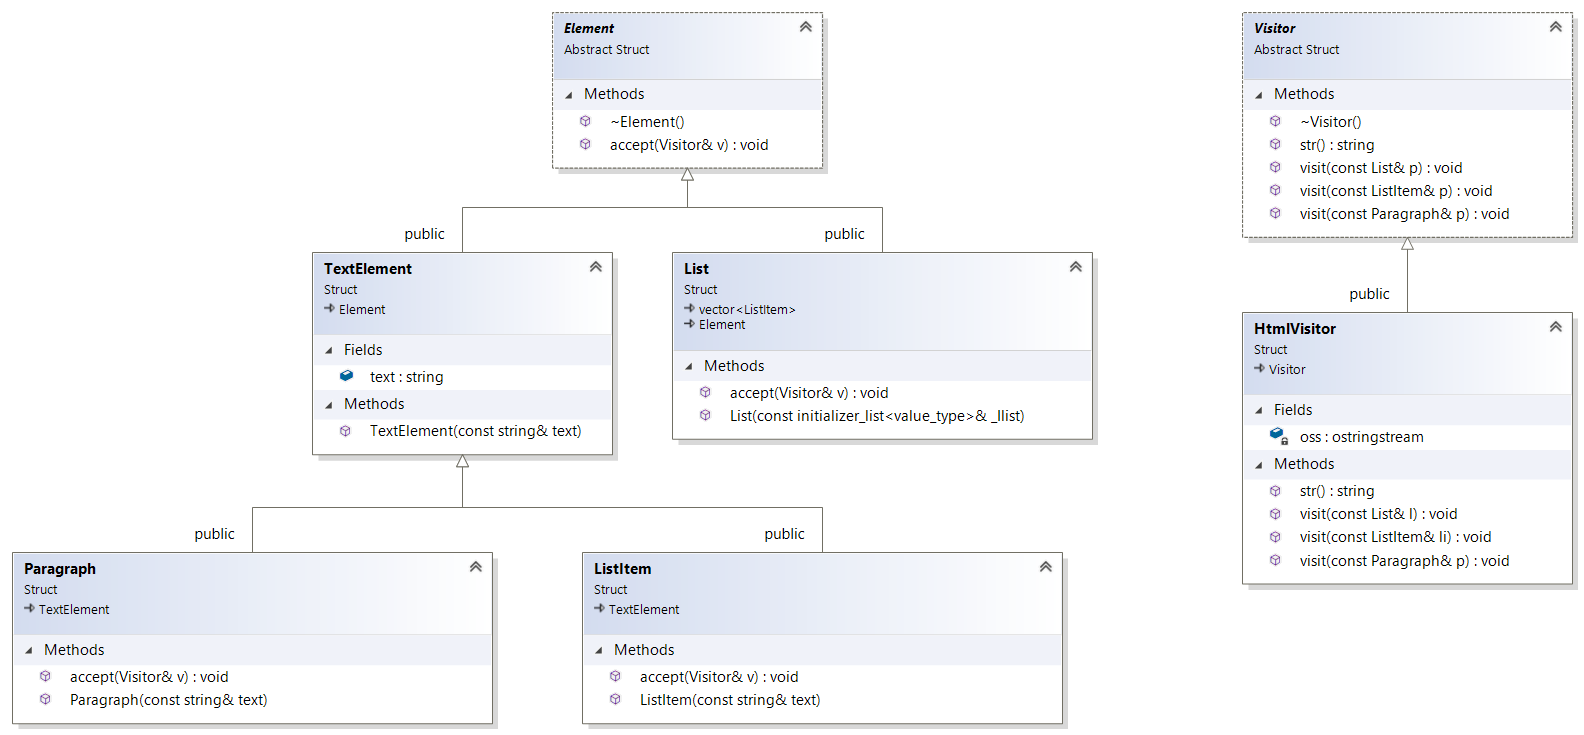 Element
Abstract Struct
Methods
~Element()
accept(Visitor& v) : void
Visitor
Abstract Struct
Methods
~Visitor()
str() : string
visit(const List& p) : void
visit(const ListItem& p) : void
visit(const Paragraph& p) : void
public
public
TextElement
Struct
Element
Fields
text : string
Methods
TextElement(const string& text)
List
Struct
vector<ListItem>
Element
Methods
accept(Visitor& v) : void
List(const initializer_list<value_type>& _Ilist)
public
HtmlVisitor
Struct
Visitor
Fields
oss : ostringstream
Methods
str() : string
visit(const List& l) : void
visit(const ListItem& li) : void
visit(const Paragraph& p) : void
public
public
Paragraph
Struct
TextElement
Methods
accept(Visitor& v) : void
Paragraph(const string& text)
ListItem
Struct
TextElement
Methods
accept(Visitor& v) : void
ListItem(const string& text)